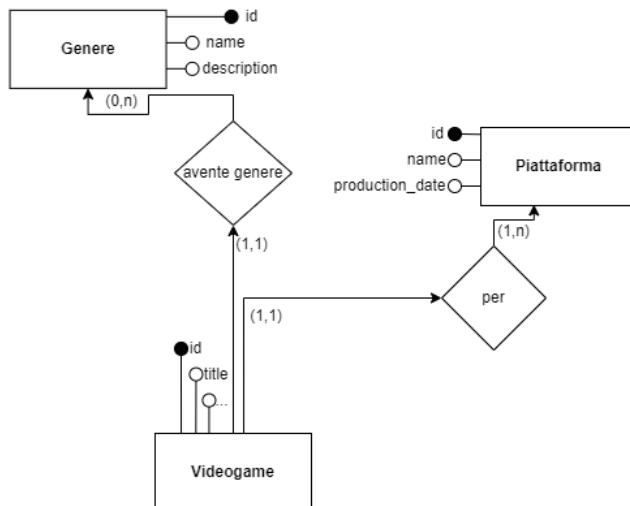 id
Genere
name
description
(0,n)
id
name
Piattaforma
production_date
avente genere
(1,1)
(1,n)
per
(1,1)
id
title
...
Videogame